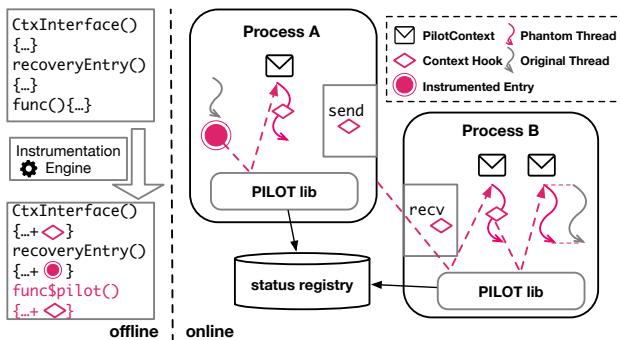 CtxInterface()
{...}
recoveryEntry()
{...}
func(){...}
Instrumentation
Engine
CtxInterface()
{...+ }
recoveryEntry()
{...+ }
func$pilot()
{...+ }
offline
online
Process A
send
PILOT lib
status registry
PilotContext
Phantom Thread
Context Hook
Original Thread
Instrumented Entry
Process B
recv
PILOT lib